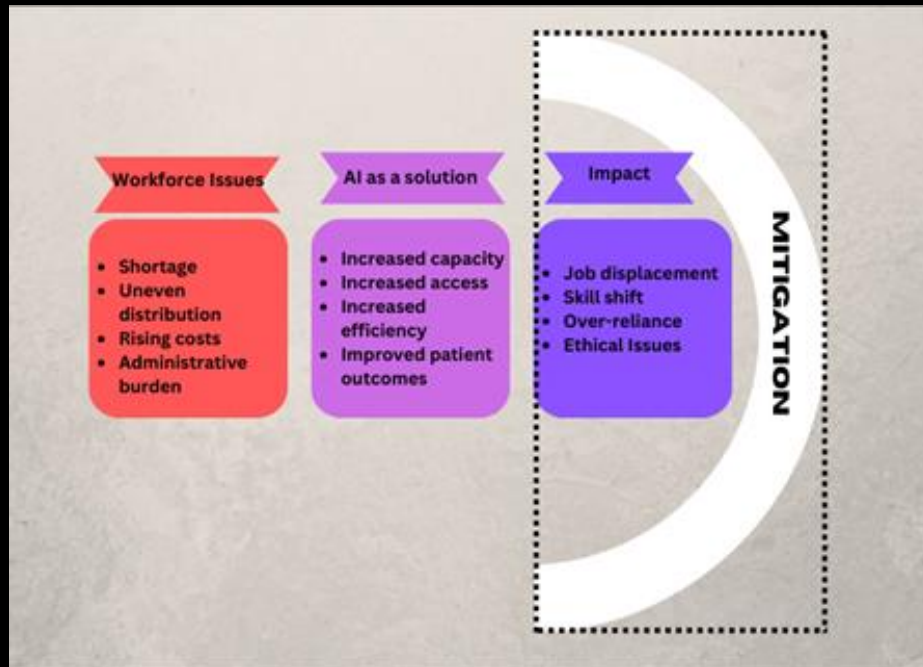 Workforce Issues
• Shortage
• Uneven
distribution
• Rising costs
• Administrative
burden
AI as a solution
• Increased capacity
• Increased access
• Increased
efficiency
• Improved patient
outcomes
Impact
• Job displacement
• Skill shift
• Over-reliance
• Ethical Issues
MITIGATION